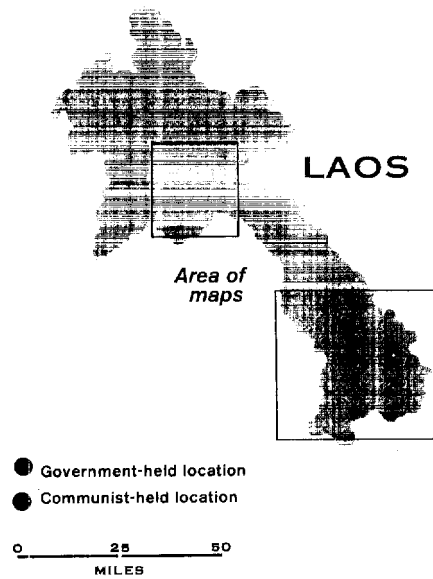 LAOS
Area of
maps
Government-held location
Communist-held location
0 25 50
MILES